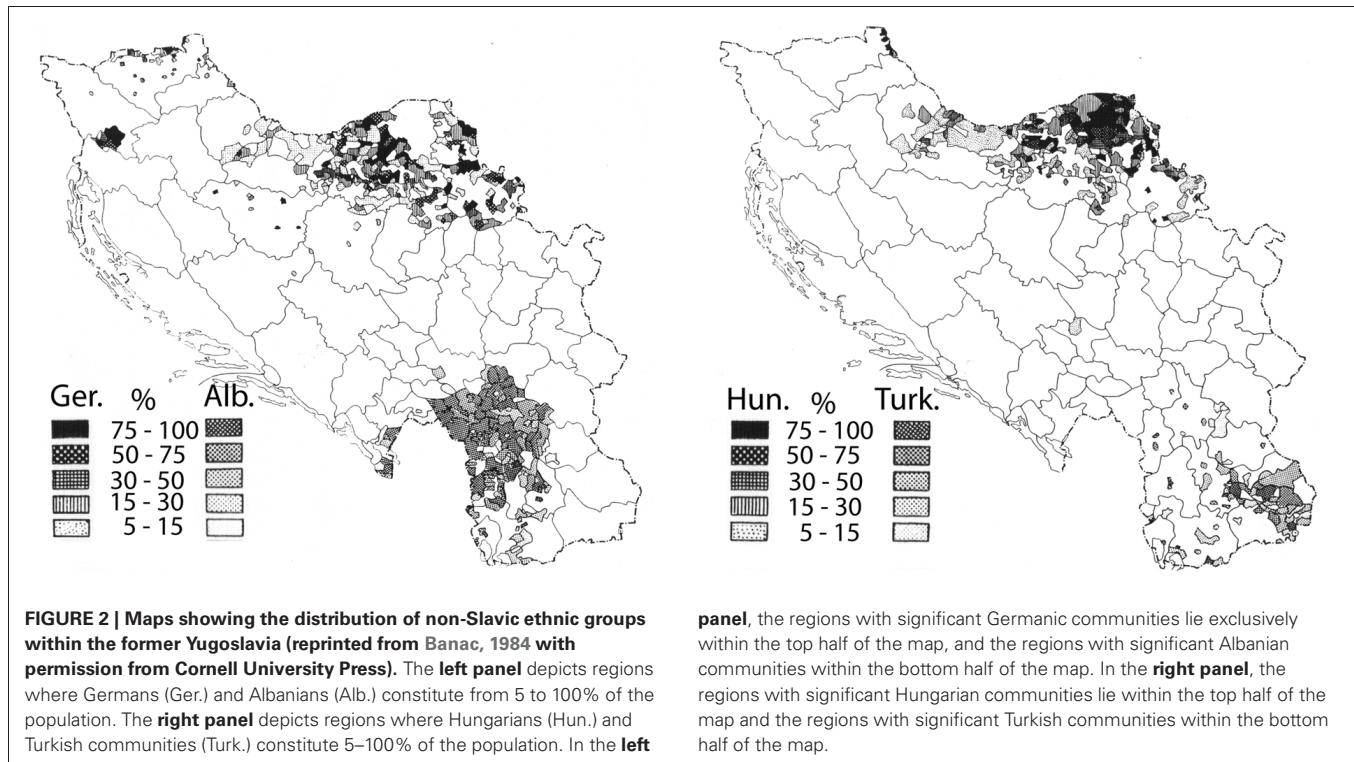 Ger. % Alb.
75 - 100
50 - 75
30 - 50
15 - 30
5 - 15
Hun. % Turk.
75 - 100
50 - 75
30 - 50
15 - 30
5 - 15
FIGURE 2 | Maps showing the distribution of non-Slavic ethnic groups
within the former Yugoslavia (reprinted from Banac, 1984 with
permission from Cornell University Press). The left panel depicts regions
where Germans (Ger.) and Albanians (Alb.) constitute from 5 to 100% of the
population. The right panel depicts regions where Hungarians (Hun.) and
Turkish communities (Turk.) constitute 5–100% of the population. In the left
panel, the regions with significant Germanic communities lie exclusively
within the top half of the map, and the regions with significant Albanian
communities within the bottom half of the map. In the right panel, the
regions with significant Hungarian communities lie within the top half of the
map and the regions with significant Turkish communities within the bottom
half of the map.